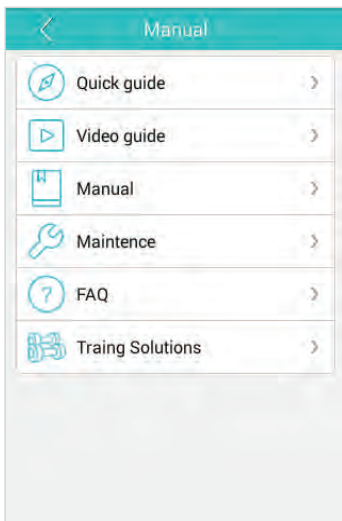 Manual
Quick guide
Video guide
Manual
Maintence
FAQ
Traing Solutions